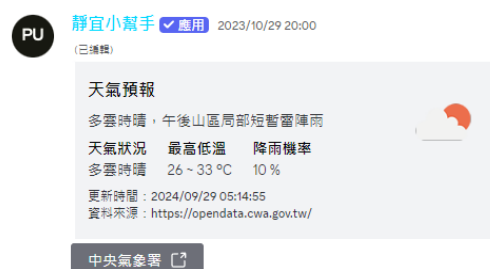 PU
靜宜小幫手 ✓ 應用 2023/10/29 20:00
(已編輯)
天氣預報
多雲時晴,午後山區局部短暫雷陣雨
天氣狀況 最高低溫 降雨機率
多雲時晴 26 ~ 33 °C 10 %
更新時間:2024/09/29 05:14:55
資料來源:https://opendata.cwa.gov.tw/
中央氣象署